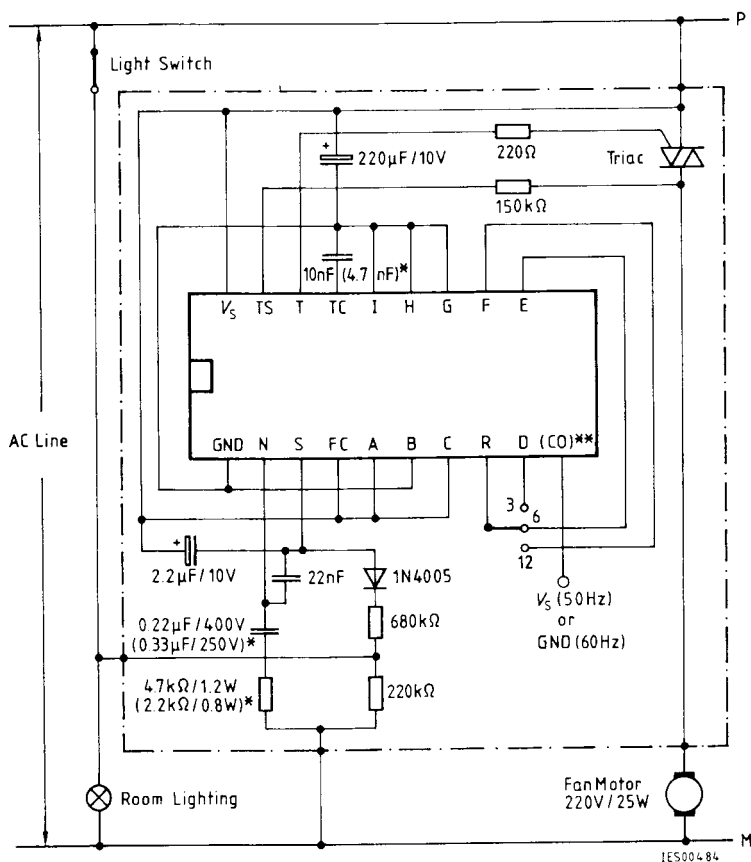 P
Light Switch
+
220µF/10V
220Ω
Triac
150kΩ
10nF (4.7 nF)*
VS TS T TC I H G F E
AC Line
GND N S FC A B C R D (CO)**
3
6
12
+
2.2µF/10V
22nF
1N4005
VS (50Hz)
or
GND (60Hz)
0.22µF/400V
(0.33µF/250V)*
680kΩ
4.7kΩ/1.2W
(2.2kΩ/0.8W)*
220kΩ
Room Lighting
Fan Motor
220V/25W
M
IES00484